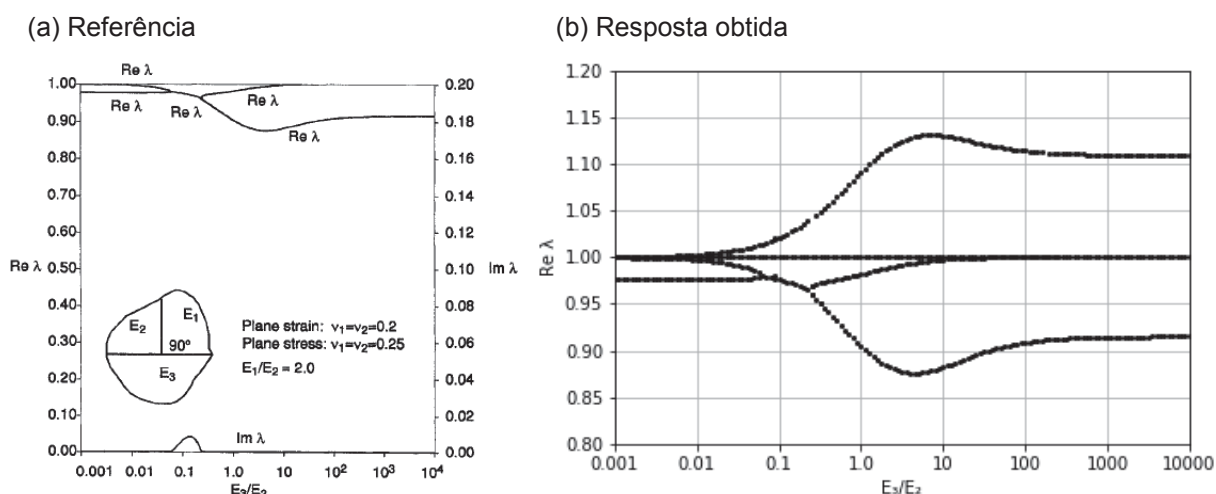 (a) Referência
(b) Resposta obtida
Re λ
1.00
0.90
0.80
0.70
0.60
Re λ 0.50
0.40
0.30
0.20
0.10
0.00
0.20
0.18
0.16
0.14
0.12
Im λ
0.10
0.08
0.06
0.04
0.02
0.00
Re λ
Re λ
Re λ
Re λ
E₂
E₁
90°
E₃
Plane strain: ν₁=ν₂=0.2
Plane stress: ν₁=ν₂=0.25
E₁/E₂ = 2.0
Im λ
0.001 0.01 0.1 1.0 10 10² 10³ 10⁴
E₃/E₂
1.20
1.15
1.10
1.05
1.00
0.95
0.90
0.85
0.80
Re λ
0.001 0.01 0.1 1.0 10 100 1000 10000
E₃/E₂